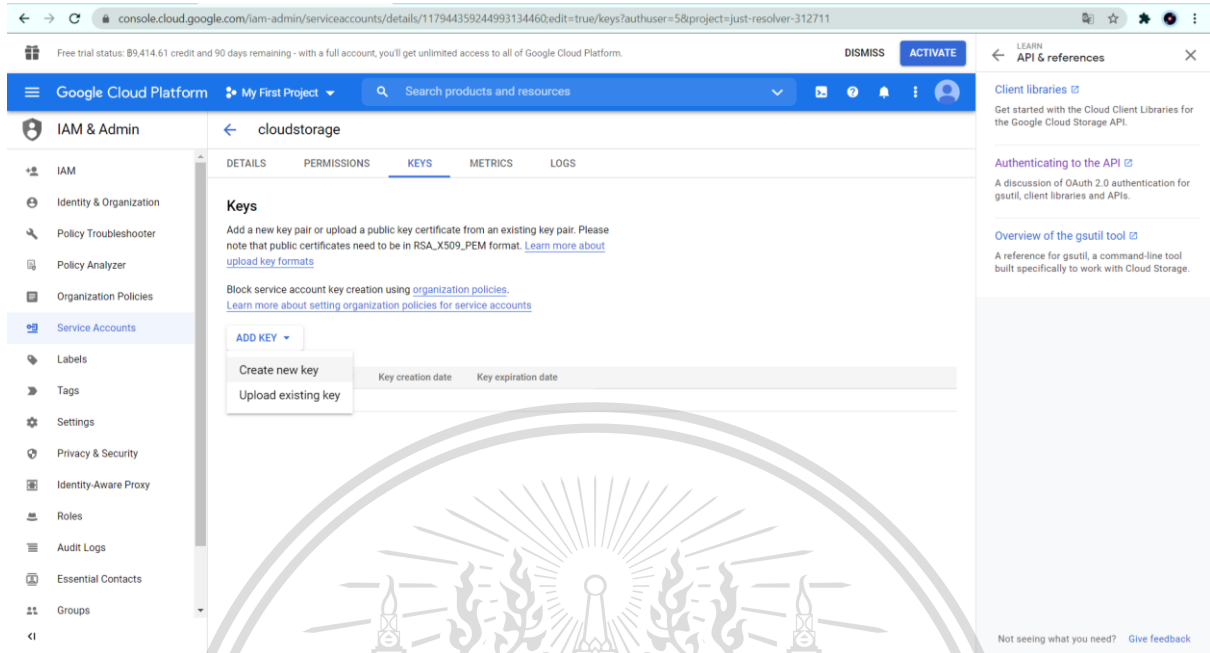 console.cloud.google.com/iam-admin/serviceaccounts/details/117944359244993134460;edit=true/keys?authuser=5&project=just-resolver-312711
Free trial status: ฿9,414.61 credit and 90 days remaining - with a full account, you'll get unlimited access to all of Google Cloud Platform.
DISMISS
ACTIVATE
Google Cloud Platform
My First Project
Search products and resources
IAM & Admin
IAM
Identity & Organization
Policy Troubleshooter
Policy Analyzer
Organization Policies
Service Accounts
Labels
Tags
Settings
Privacy & Security
Identity-Aware Proxy
Roles
Audit Logs
Essential Contacts
Groups
cloudstorage
DETAILS PERMISSIONS KEYS METRICS LOGS
Keys
Add a new key pair or upload a public key certificate from an existing key pair. Please
note that public certificates need to be in RSA_X509_PEM format. Learn more about
upload key formats
Block service account key creation using organization policies.
Learn more about setting organization policies for service accounts
ADD KEY
Create new key
Upload existing key
Key creation date Key expiration date
LEARN
API & references
Client libraries
Get started with the Cloud Client Libraries for
the Google Cloud Storage API.
Authenticating to the API
A discussion of OAuth 2.0 authentication for
gsutil, client libraries and APIs.
Overview of the gsutil tool
A reference for gsutil, a command-line tool
built specifically to work with Cloud Storage.
Not seeing what you need? Give feedback